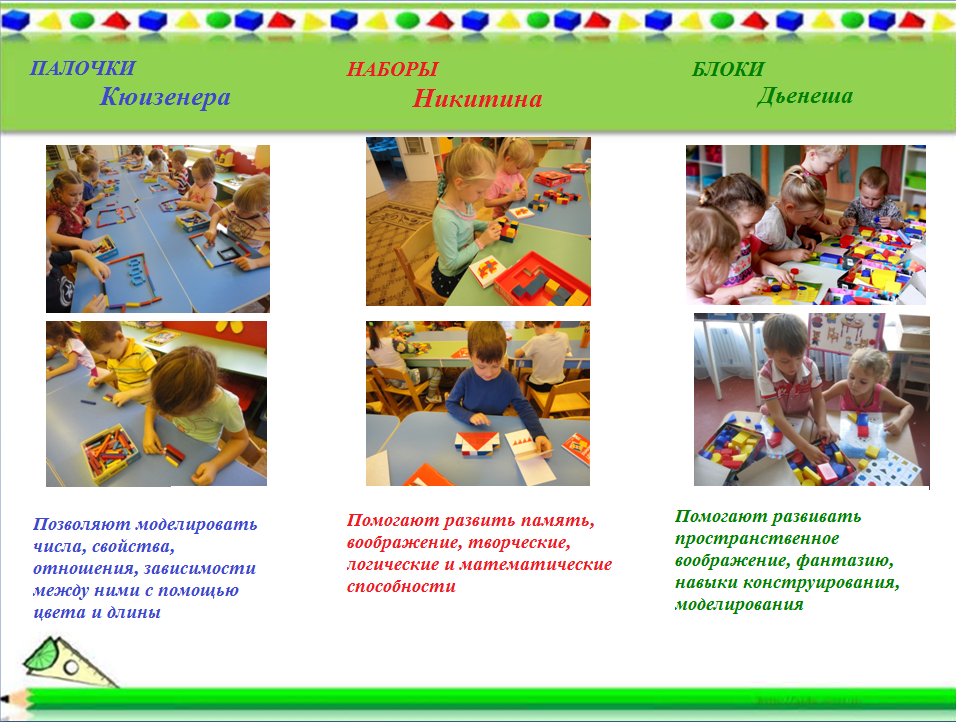 ПАЛОЧКИ
Кюизенера
НАБОРЫ
Никитина
БЛОКИ
Дьенеша
Позволяют моделировать
числа, свойства,
отношения, зависимости
между ними с помощью
цвета и длины
Помогают развить память,
воображение, творческие,
логические и математические
способности
Помогают развивать
пространственное
воображение, фантазию,
навыки конструирования,
моделирования